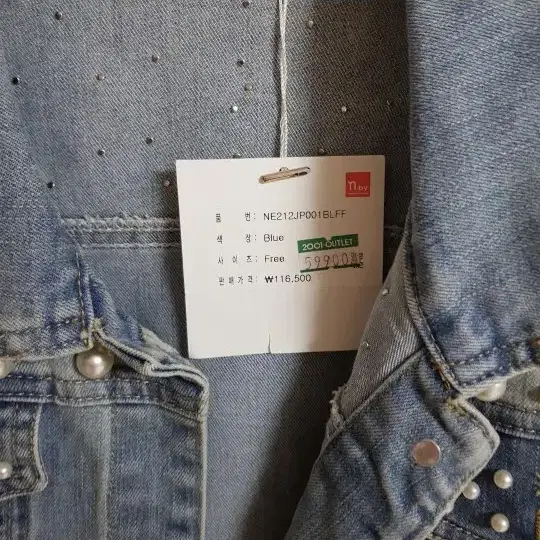 n.by
품 번: NE212JP001BLFF
색 장: Blue
2001·OUTLET
사 이 즈: Free
59900
판 매 가 격: ₩116,500